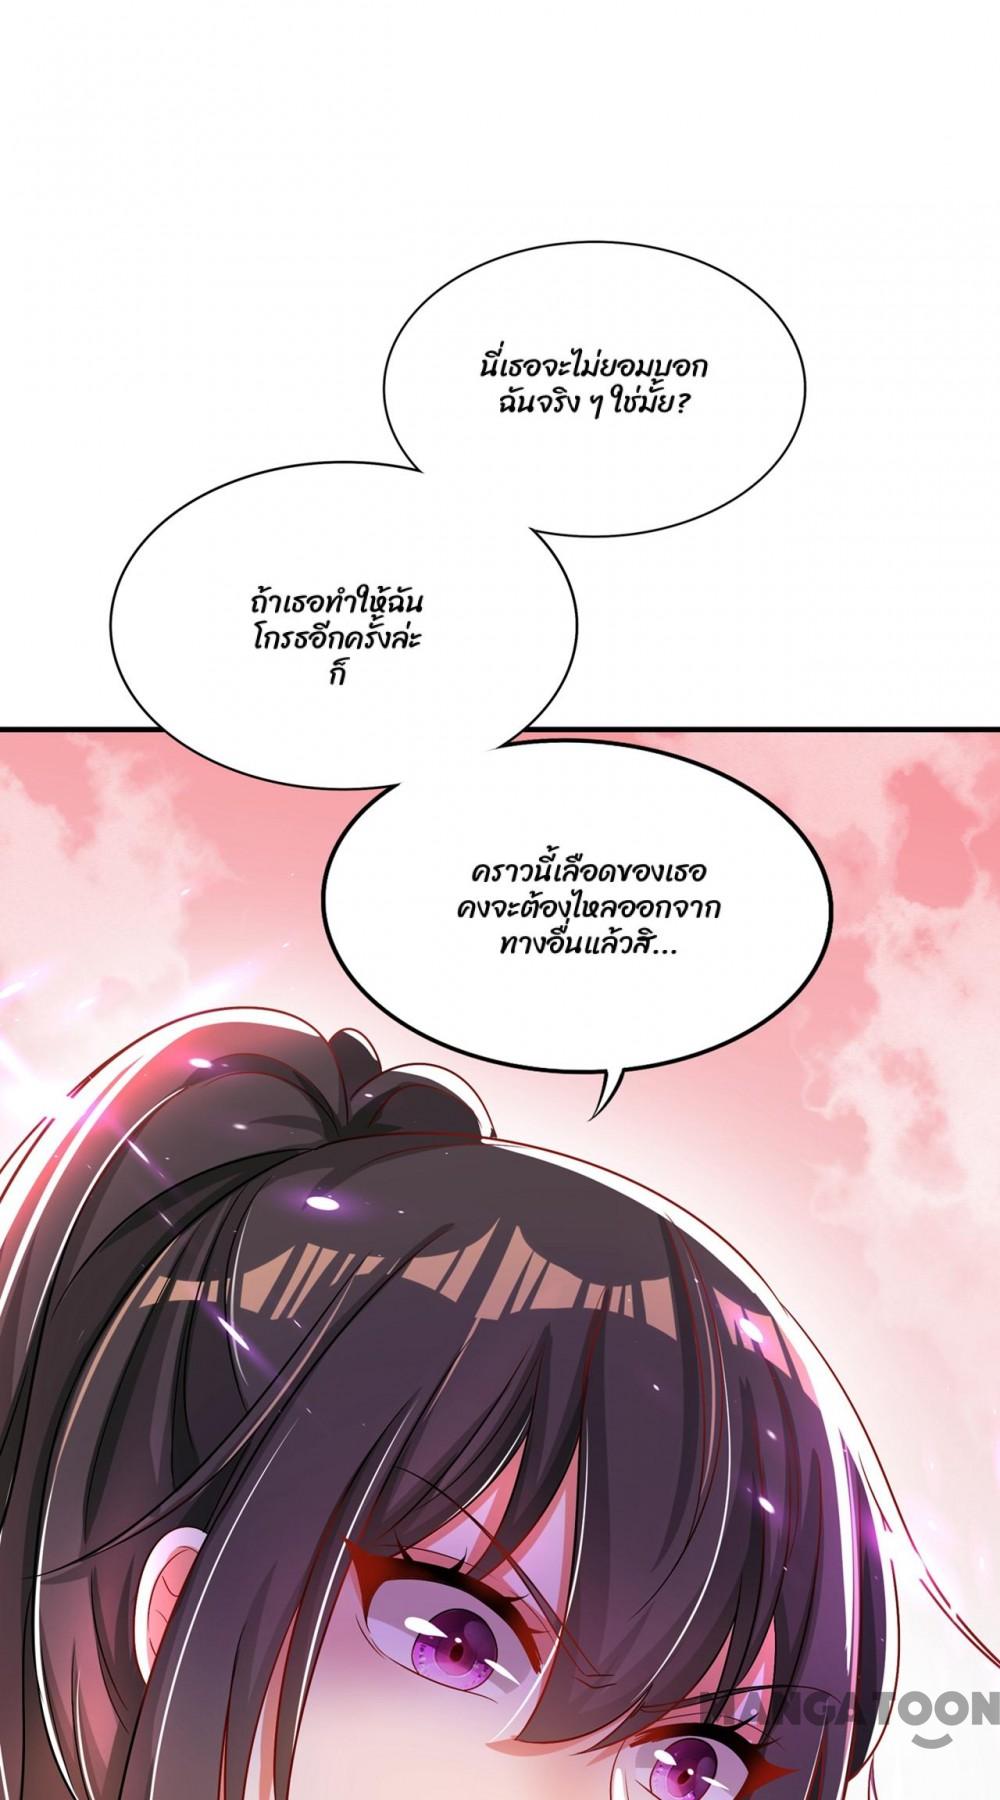 นี่เธอจะไม่ยอมบอก
ฉันจริง ๆ ใช่มั้ย?
ถ้าเธอทำให้ฉัน
โกรธอีกครั้งล่ะ
ก็
คราวนี้เลือดของเธอ
คงจะต้องไหลออกจาก
ทางอื่นแล้วสิ...
MANGATOON